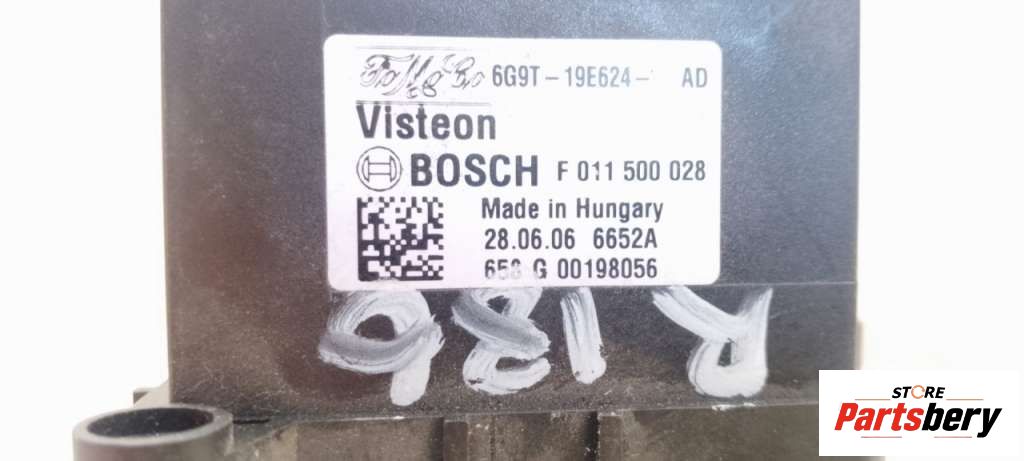 FoMoCo 6G9T-19E624- AD
Visteon
BOSCH F 011 500 028
Made in Hungary
28.06.06 6652A
658 G 00198056
STORE
Partsbery